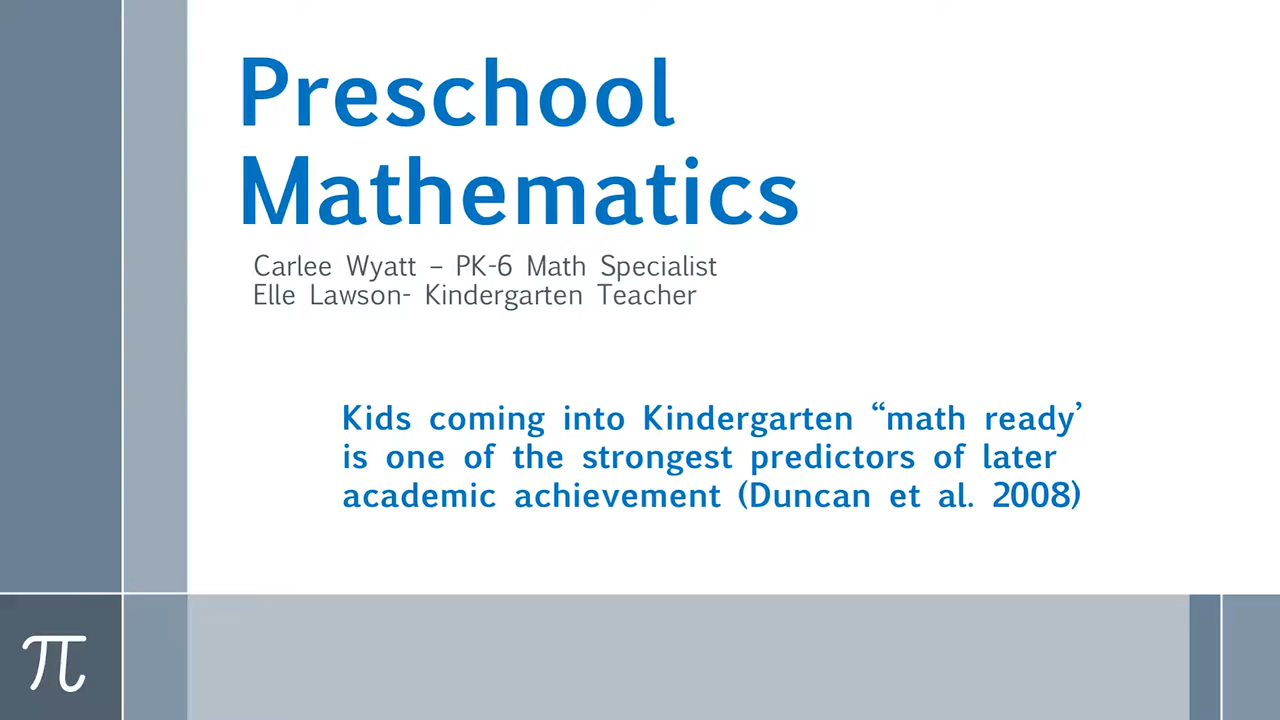 Preschool
Mathematics
Carlee Wyatt – PK-6 Math Specialist
Elle Lawson- Kindergarten Teacher
Kids coming into Kindergarten “math ready’
is one of the strongest predictors of later
academic achievement (Duncan et al. 2008)
π